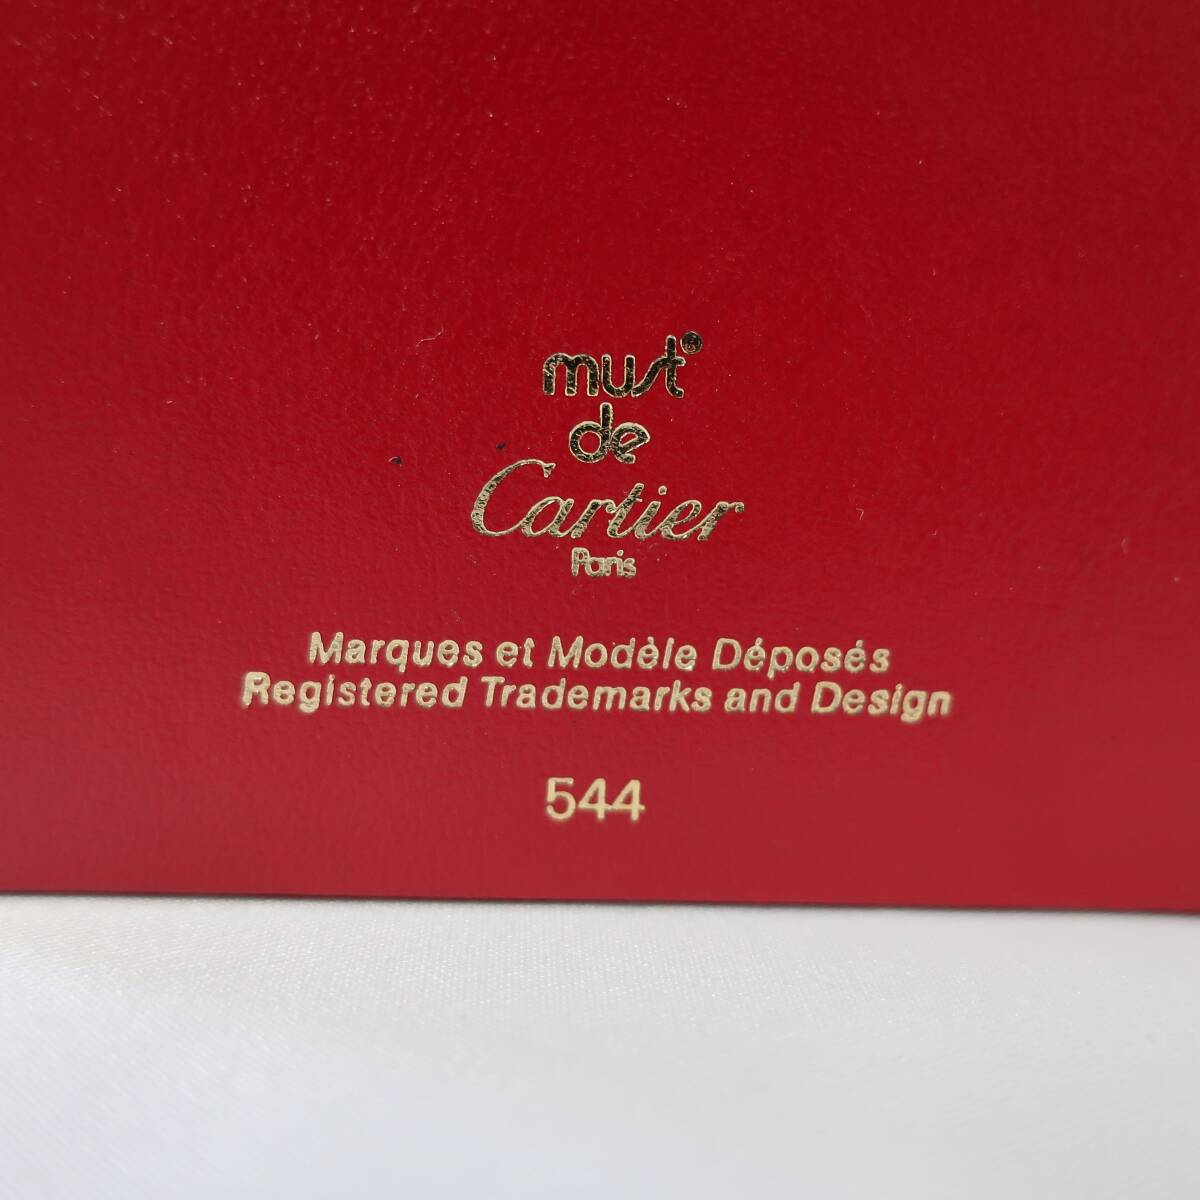 must®
de
Cartier
Paris
Marques et Modèle Déposés
Registered Trademarks and Design
544